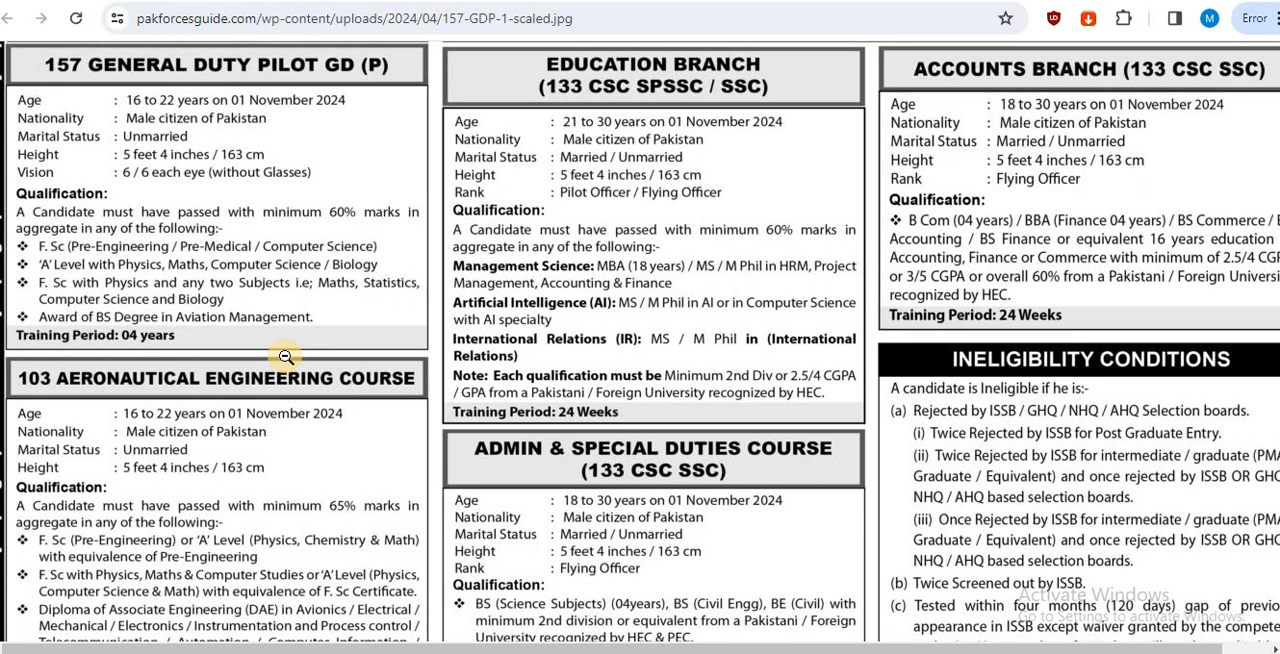 pakforcesguide.com/wp-content/uploads/2024/04/157-GDP-1-scaled.jpg
M
Error
157 GENERAL DUTY PILOT GD (P)
Age : 16 to 22 years on 01 November 2024
Nationality : Male citizen of Pakistan
Marital Status : Unmarried
Height : 5 feet 4 inches / 163 cm
Vision : 6 / 6 each eye (without Glasses)
Qualification:
A Candidate must have passed with minimum 60% marks in
aggregate in any of the following:-
❖ F. Sc (Pre-Engineering / Pre-Medical / Computer Science)
❖ 'A' Level with Physics, Maths, Computer Science / Biology
❖ F. Sc with Physics and any two Subjects i.e; Maths, Statistics,
Computer Science and Biology
❖ Award of BS Degree in Aviation Management.
Training Period: 04 years
103 AERONAUTICAL ENGINEERING COURSE
Age : 16 to 22 years on 01 November 2024
Nationality : Male citizen of Pakistan
Marital Status : Unmarried
Height : 5 feet 4 inches / 163 cm
Qualification:
A Candidate must have passed with minimum 65% marks in
aggregate in any of the following:-
❖ F. Sc (Pre-Engineering) or 'A' Level (Physics, Chemistry & Math)
with equivalence of Pre-Engineering
❖ F. Sc with Physics, Maths & Computer Studies or 'A' Level (Physics,
Computer Science & Math) with equivalence of F. Sc Certificate.
❖ Diploma of Associate Engineering (DAE) in Avionics / Electrical /
Mechanical / Electronics / Instrumentation and Process control /
Telecommunication / Automation / Computer Information /
EDUCATION BRANCH
(133 CSC SPSSC / SSC)
Age : 21 to 30 years on 01 November 2024
Nationality : Male citizen of Pakistan
Marital Status : Married / Unmarried
Height : 5 feet 4 inches / 163 cm
Rank : Pilot Officer / Flying Officer
Qualification:
A Candidate must have passed with minimum 60% marks in
aggregate in any of the following:-
Management Science: MBA (18 years) / MS / M Phil in HRM, Project
Management, Accounting & Finance
Artificial Intelligence (AI): MS / M Phil in AI or in Computer Science
with AI specialty
International Relations (IR): MS / M Phil in (International
Relations)
Note: Each qualification must be Minimum 2nd Div or 2.5/4 CGPA
/ GPA from a Pakistani / Foreign University recognized by HEC.
Training Period: 24 Weeks
ADMIN & SPECIAL DUTIES COURSE
(133 CSC SSC)
Age : 18 to 30 years on 01 November 2024
Nationality : Male citizen of Pakistan
Marital Status : Married / Unmarried
Height : 5 feet 4 inches / 163 cm
Rank : Flying Officer
Qualification:
❖ BS (Science Subjects) (04years), BS (Civil Engg), BE (Civil) with
minimum 2nd division or equivalent from a Pakistani / Foreign
University recognized by HEC & PEC.
ACCOUNTS BRANCH (133 CSC SSC)
Age : 18 to 30 years on 01 November 2024
Nationality : Male citizen of Pakistan
Marital Status : Married / Unmarried
Height : 5 feet 4 inches / 163 cm
Rank : Flying Officer
Qualification:
❖ B Com (04 years) / BBA (Finance 04 years) / BS Commerce /
Accounting / BS Finance or equivalent 16 years education
Accounting, Finance or Commerce with minimum of 2.5/4
or 3/5 CGPA or overall 60% from a Pakistani / Foreign
recognized by HEC.
Training Period: 24 Weeks
INELIGIBILITY CONDITIONS
A candidate is Ineligible if he is:-
(a) Rejected by ISSB / GHQ / NHQ / AHQ Selection boards.
(i) Twice Rejected by ISSB for Post Graduate Entry.
(ii) Twice Rejected by ISSB for intermediate / graduate (PMA
Graduate / Equivalent) and once rejected by ISSB OR GHQ
NHQ / AHQ based selection boards.
(iii) Once Rejected by ISSB for intermediate / graduate (PMA
Graduate / Equivalent) and once rejected by ISSB OR GHQ
NHQ / AHQ based selection boards.
(b) Twice Screened out by ISSB.
(c) Tested within four months (120 days) gap of
appearance in ISSB except waiver granted by the
Activate Windows
Go to Settings to activate Windows.